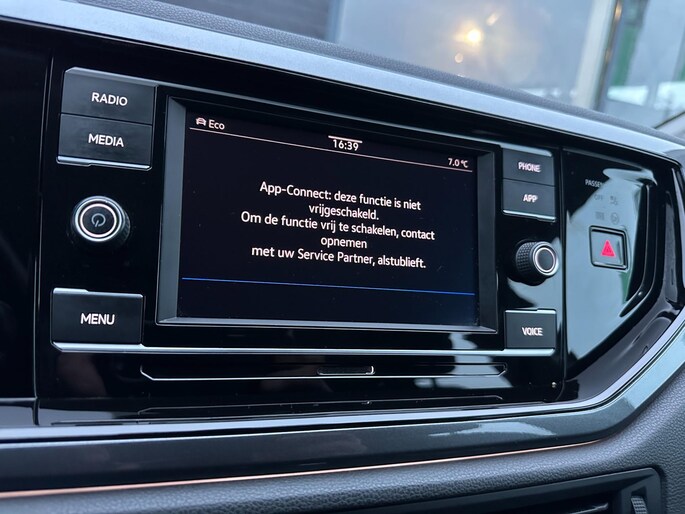 RADIO
MEDIA
Eco
16:39
7.0 °C
App-Connect: deze functie is niet
vrijgeschakeld.
Om de functie vrij te schakelen, contact
opnemen
met uw Service Partner, alstublieft.
PHONE
APP
MENU
VOICE